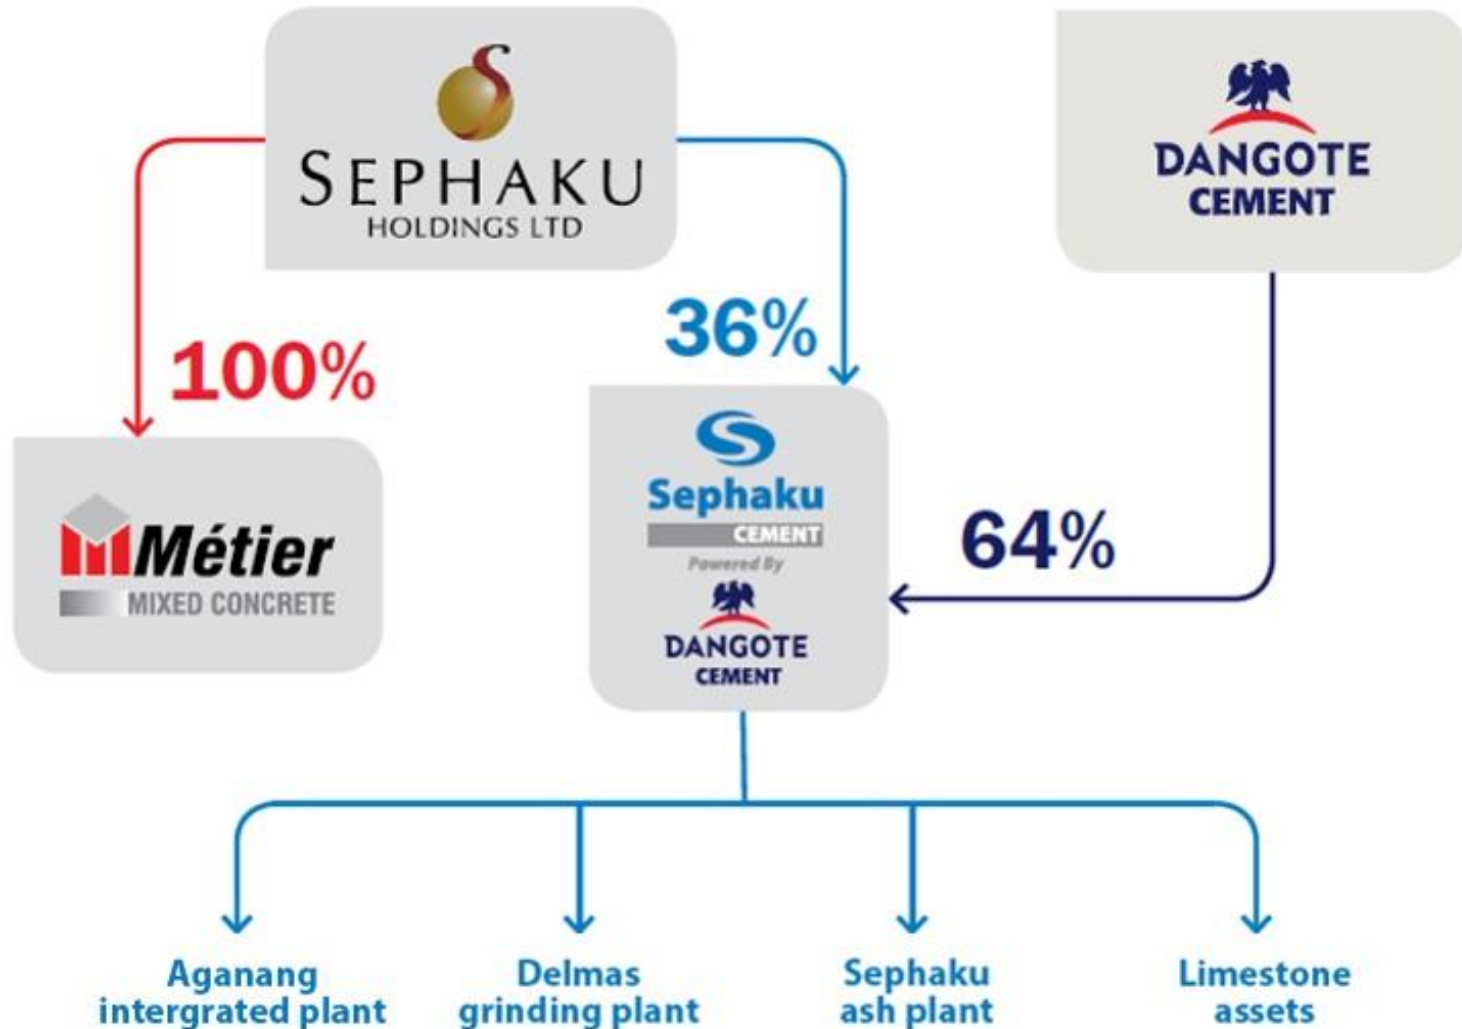 SEPHAKU
HOLDINGS LTD
DANGOTE
CEMENT
100%
36%
Métier
MIXED CONCRETE
Sephaku
CEMENT
Powered By
DANGOTE
CEMENT
64%
Aganang
intergrated plant
Delmas
grinding plant
Sephaku
ash plant
Limestone
assets